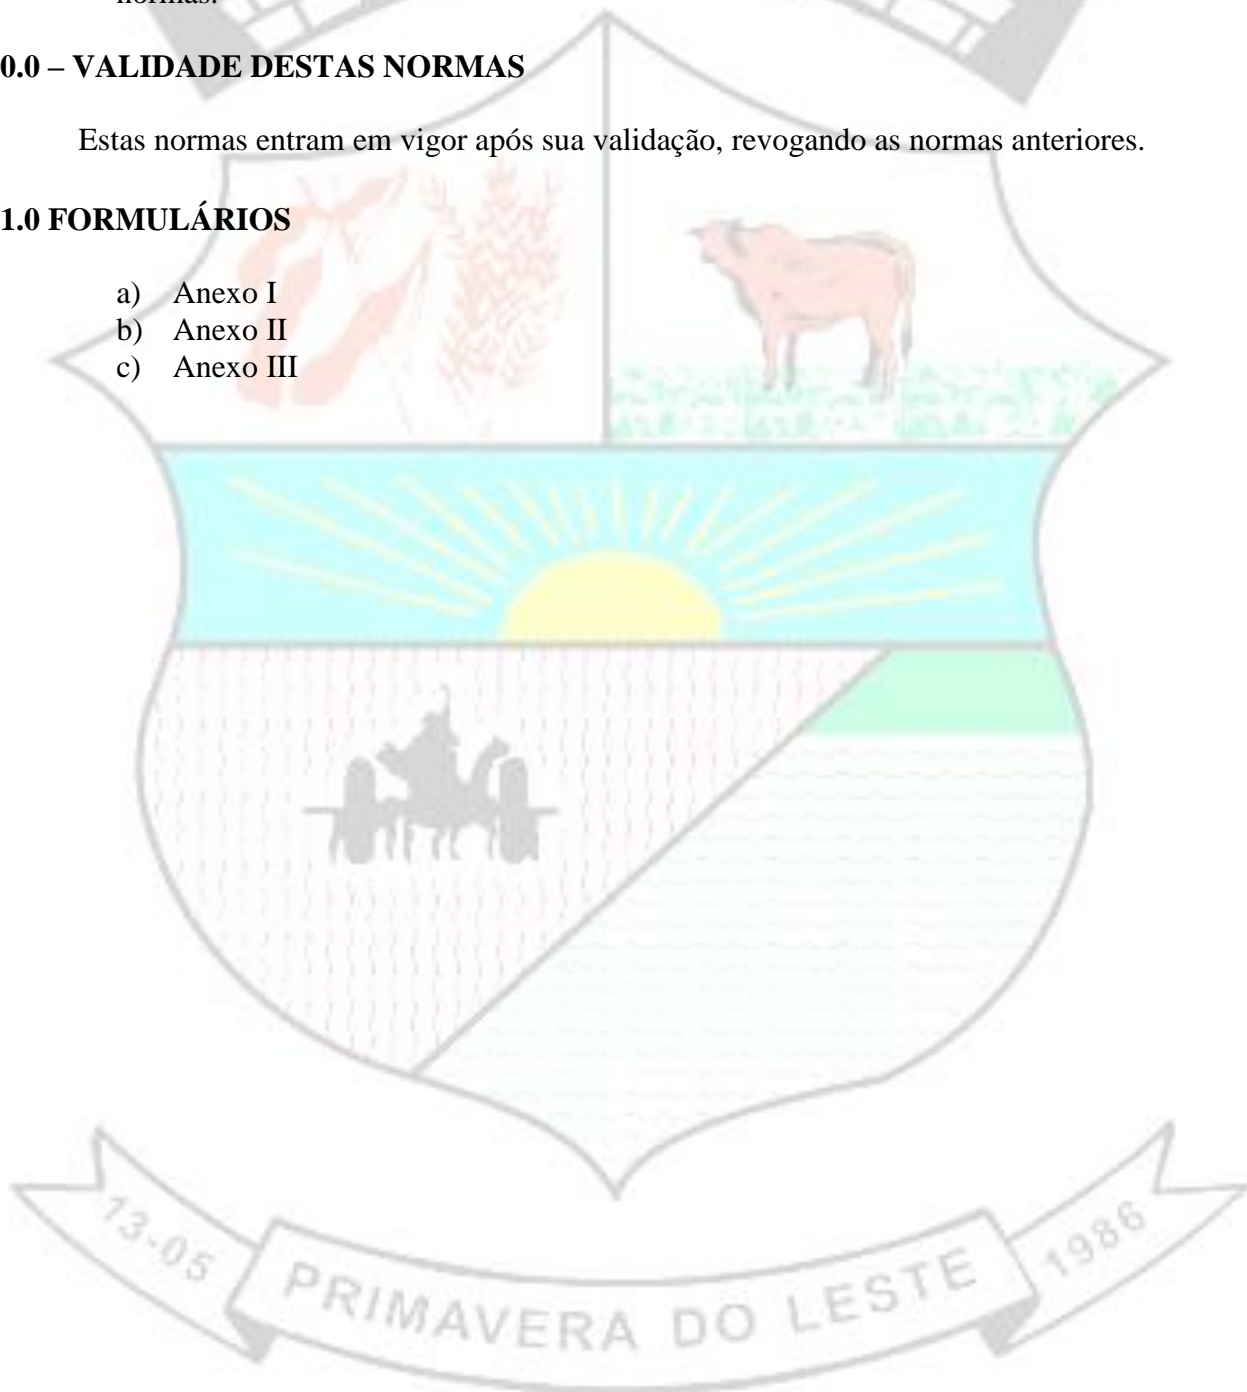 normas.
0.0 – VALIDADE DESTAS NORMAS
Estas normas entram em vigor após sua validação, revogando as normas anteriores.
1.0 FORMULÁRIOS
a) Anexo I
b) Anexo II
c) Anexo III
13-05 PRIMAVERA DO LESTE 1986